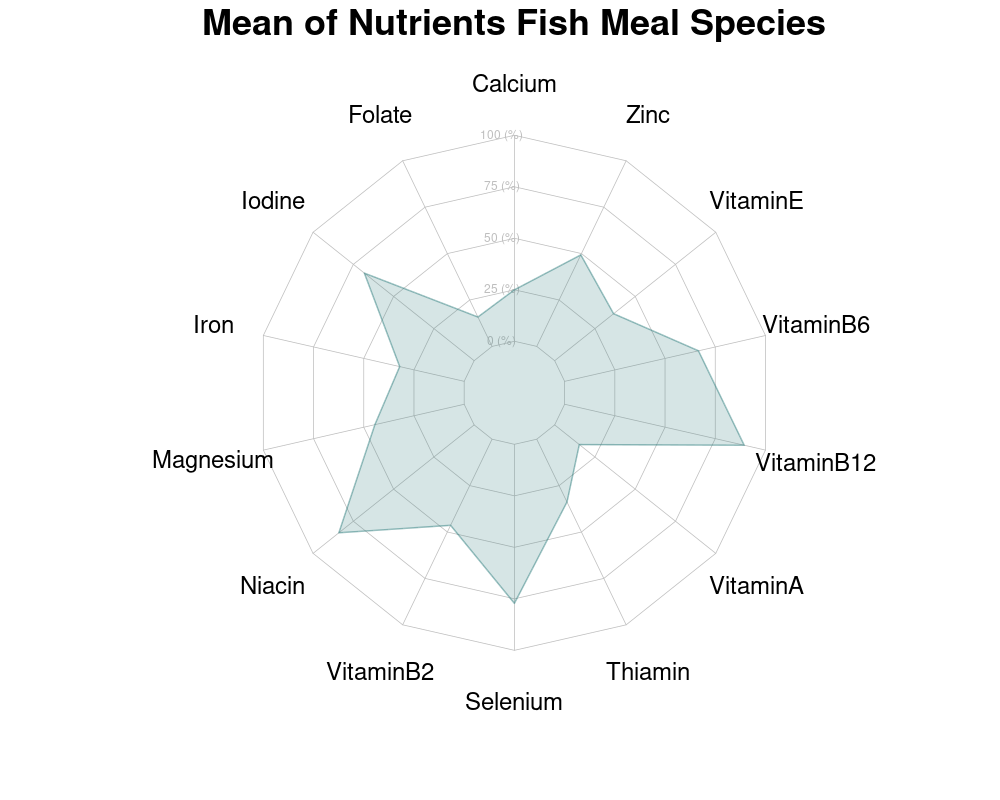 Mean of Nutrients Fish Meal Species
Calcium
Folate
Zinc
100 (%)
75 (%)
Iodine
VitaminE
50 (%)
25 (%)
Iron
VitaminB6
0 (%)
Magnesium
VitaminB12
Niacin
VitaminA
VitaminB2
Thiamin
Selenium